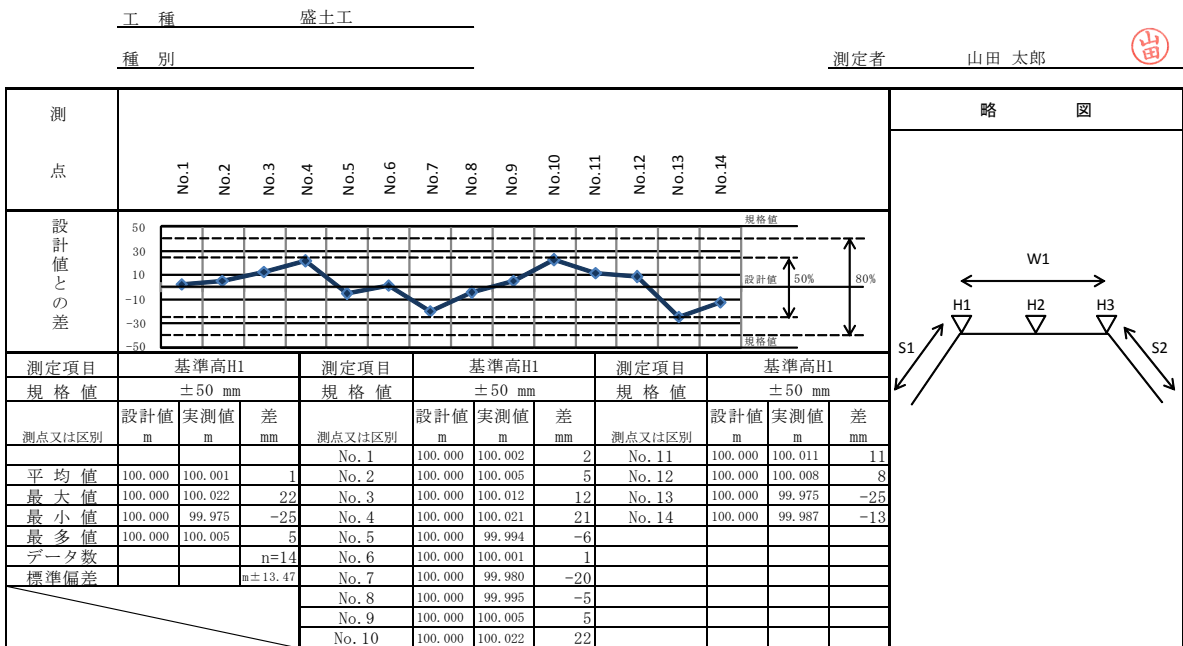 工 種 盛土工
種 別
測定者 山田 太郎 山田
測点
No.1 No.2 No.3 No.4 No.5 No.6 No.7 No.8 No.9 No.10 No.11 No.12 No.13 No.14
略 図
設計値との差
50
30
10
-10
-30
-50
規格値
設計値 50% 80%
規格値
W1
H1 H2 H3
S1 S2
測定項目 基準高H1 測定項目 基準高H1 測定項目 基準高H1
規 格 値 ±50 mm 規 格 値 ±50 mm 規 格 値 ±50 mm
設計値 実測値 差 設計値 実測値 差 設計値 実測値 差
測点又は区別 m m mm 測点又は区別 m m mm 測点又は区別 m m mm
No.1 100.000 100.002 2 No.11 100.000 100.011 11
平 均 値 100.000 100.001 1 No.2 100.000 100.005 5 No.12 100.000 100.008 8
最 大 値 100.000 100.022 22 No.3 100.000 100.012 12 No.13 100.000 99.975 -25
最 小 値 100.000 99.975 -25 No.4 100.000 100.021 21 No.14 100.000 99.987 -13
最 多 値 100.000 100.005 5 No.5 100.000 99.994 -6
データ数 n=14 No.6 100.000 100.001 1
標準偏差 m±13.47 No.7 100.000 99.980 -20
No.8 100.000 99.995 -5
No.9 100.000 100.005 5
No.10 100.000 100.022 22